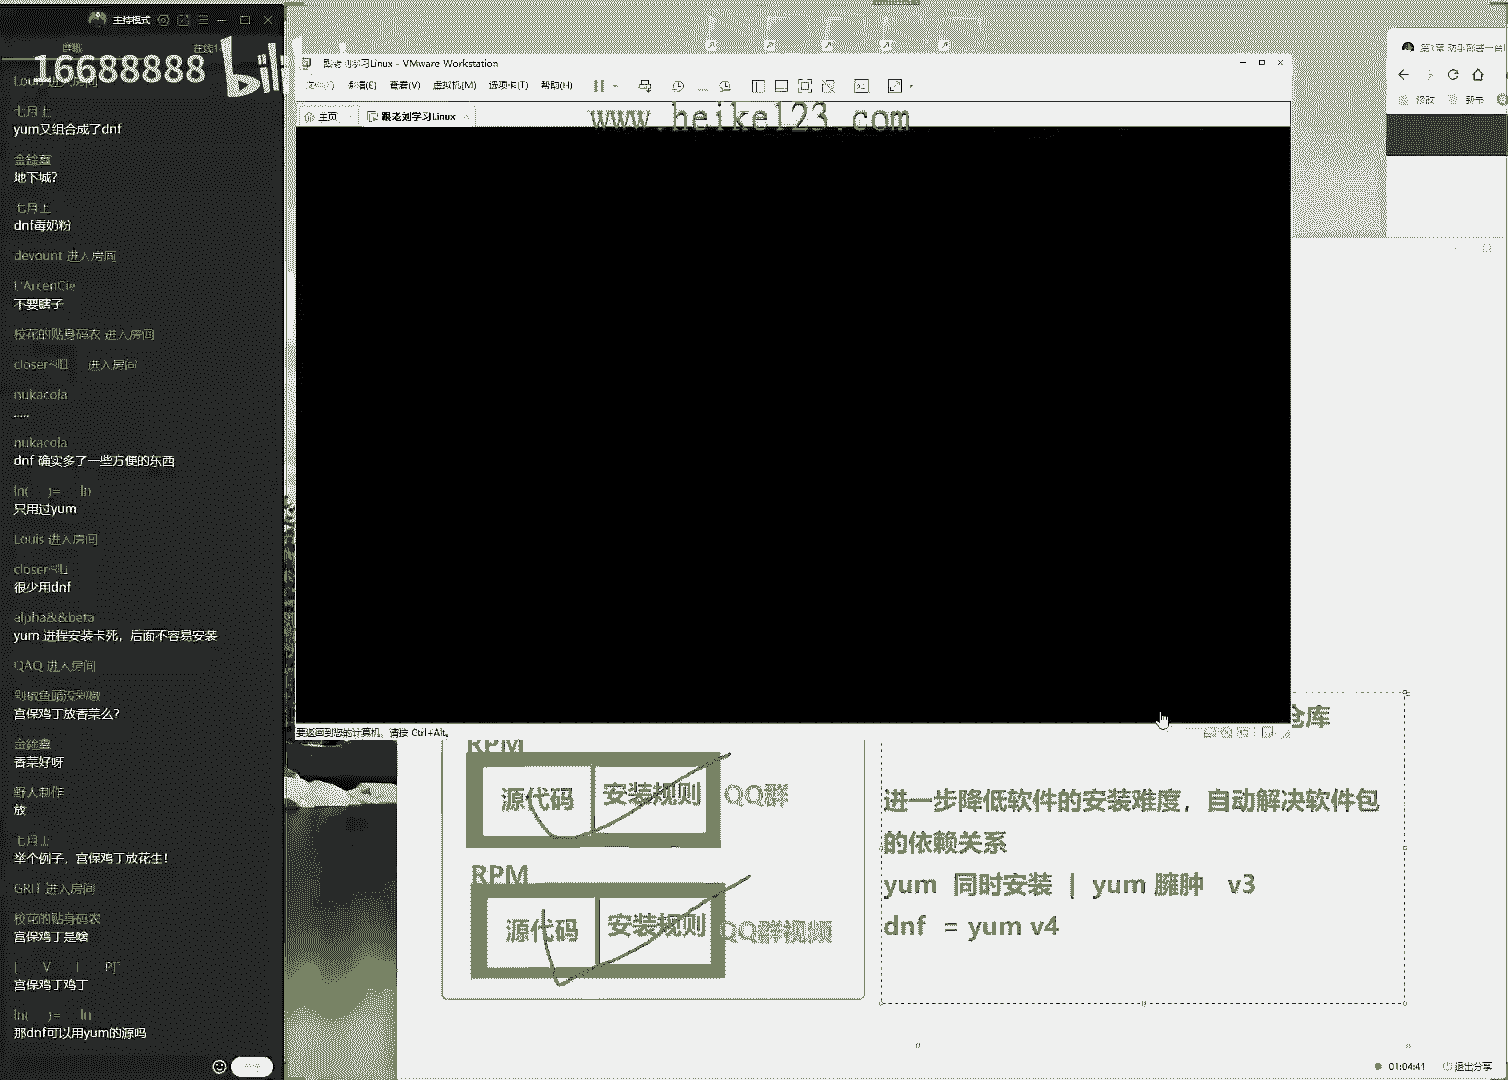 主持模式
16688888
bili
七月上
yum又组合成了dnf
金鑫鑫
地下城?
七月上
dnf毒奶粉
devount 进入房间
L'ArcenCie
不要瞎子
校花的贴身码农 进入房间
进入房间
nukacola
.....
nukacola
dnf 确实多了一些方便的东西
只用过yum
Louis 进入房间
很少用dnf
alpha&&beta
yum 进程安装卡死，后面不容易安装
QAQ 进入房间
宫保鸡丁放香菜么?
香菜好呀
野人制作
放
七月上
举个例子，宫保鸡丁放花生!
GRIT 进入房间
校花的贴身码农
宫保鸡丁是啥
宫保鸡丁鸡丁
那dnf可以用yum的源吗
跟老刘学习Linux - VMware Workstation
编辑(E) 查看(V) 虚拟机(M) 选项卡(T) 帮助(H)
主页
跟老刘学习Linux
www.heike123.com
要返回到您的计算机，请按 Ctrl+Alt。
RPM
源代码
安装规则
QQ群
RPM
源代码
安装规则
QQ群视频
仓库
进一步降低软件的安装难度，自动解决软件包
的依赖关系
yum 同时安装 | yum 臃肿 v3
dnf = yum v4
01:04:41
退出分享